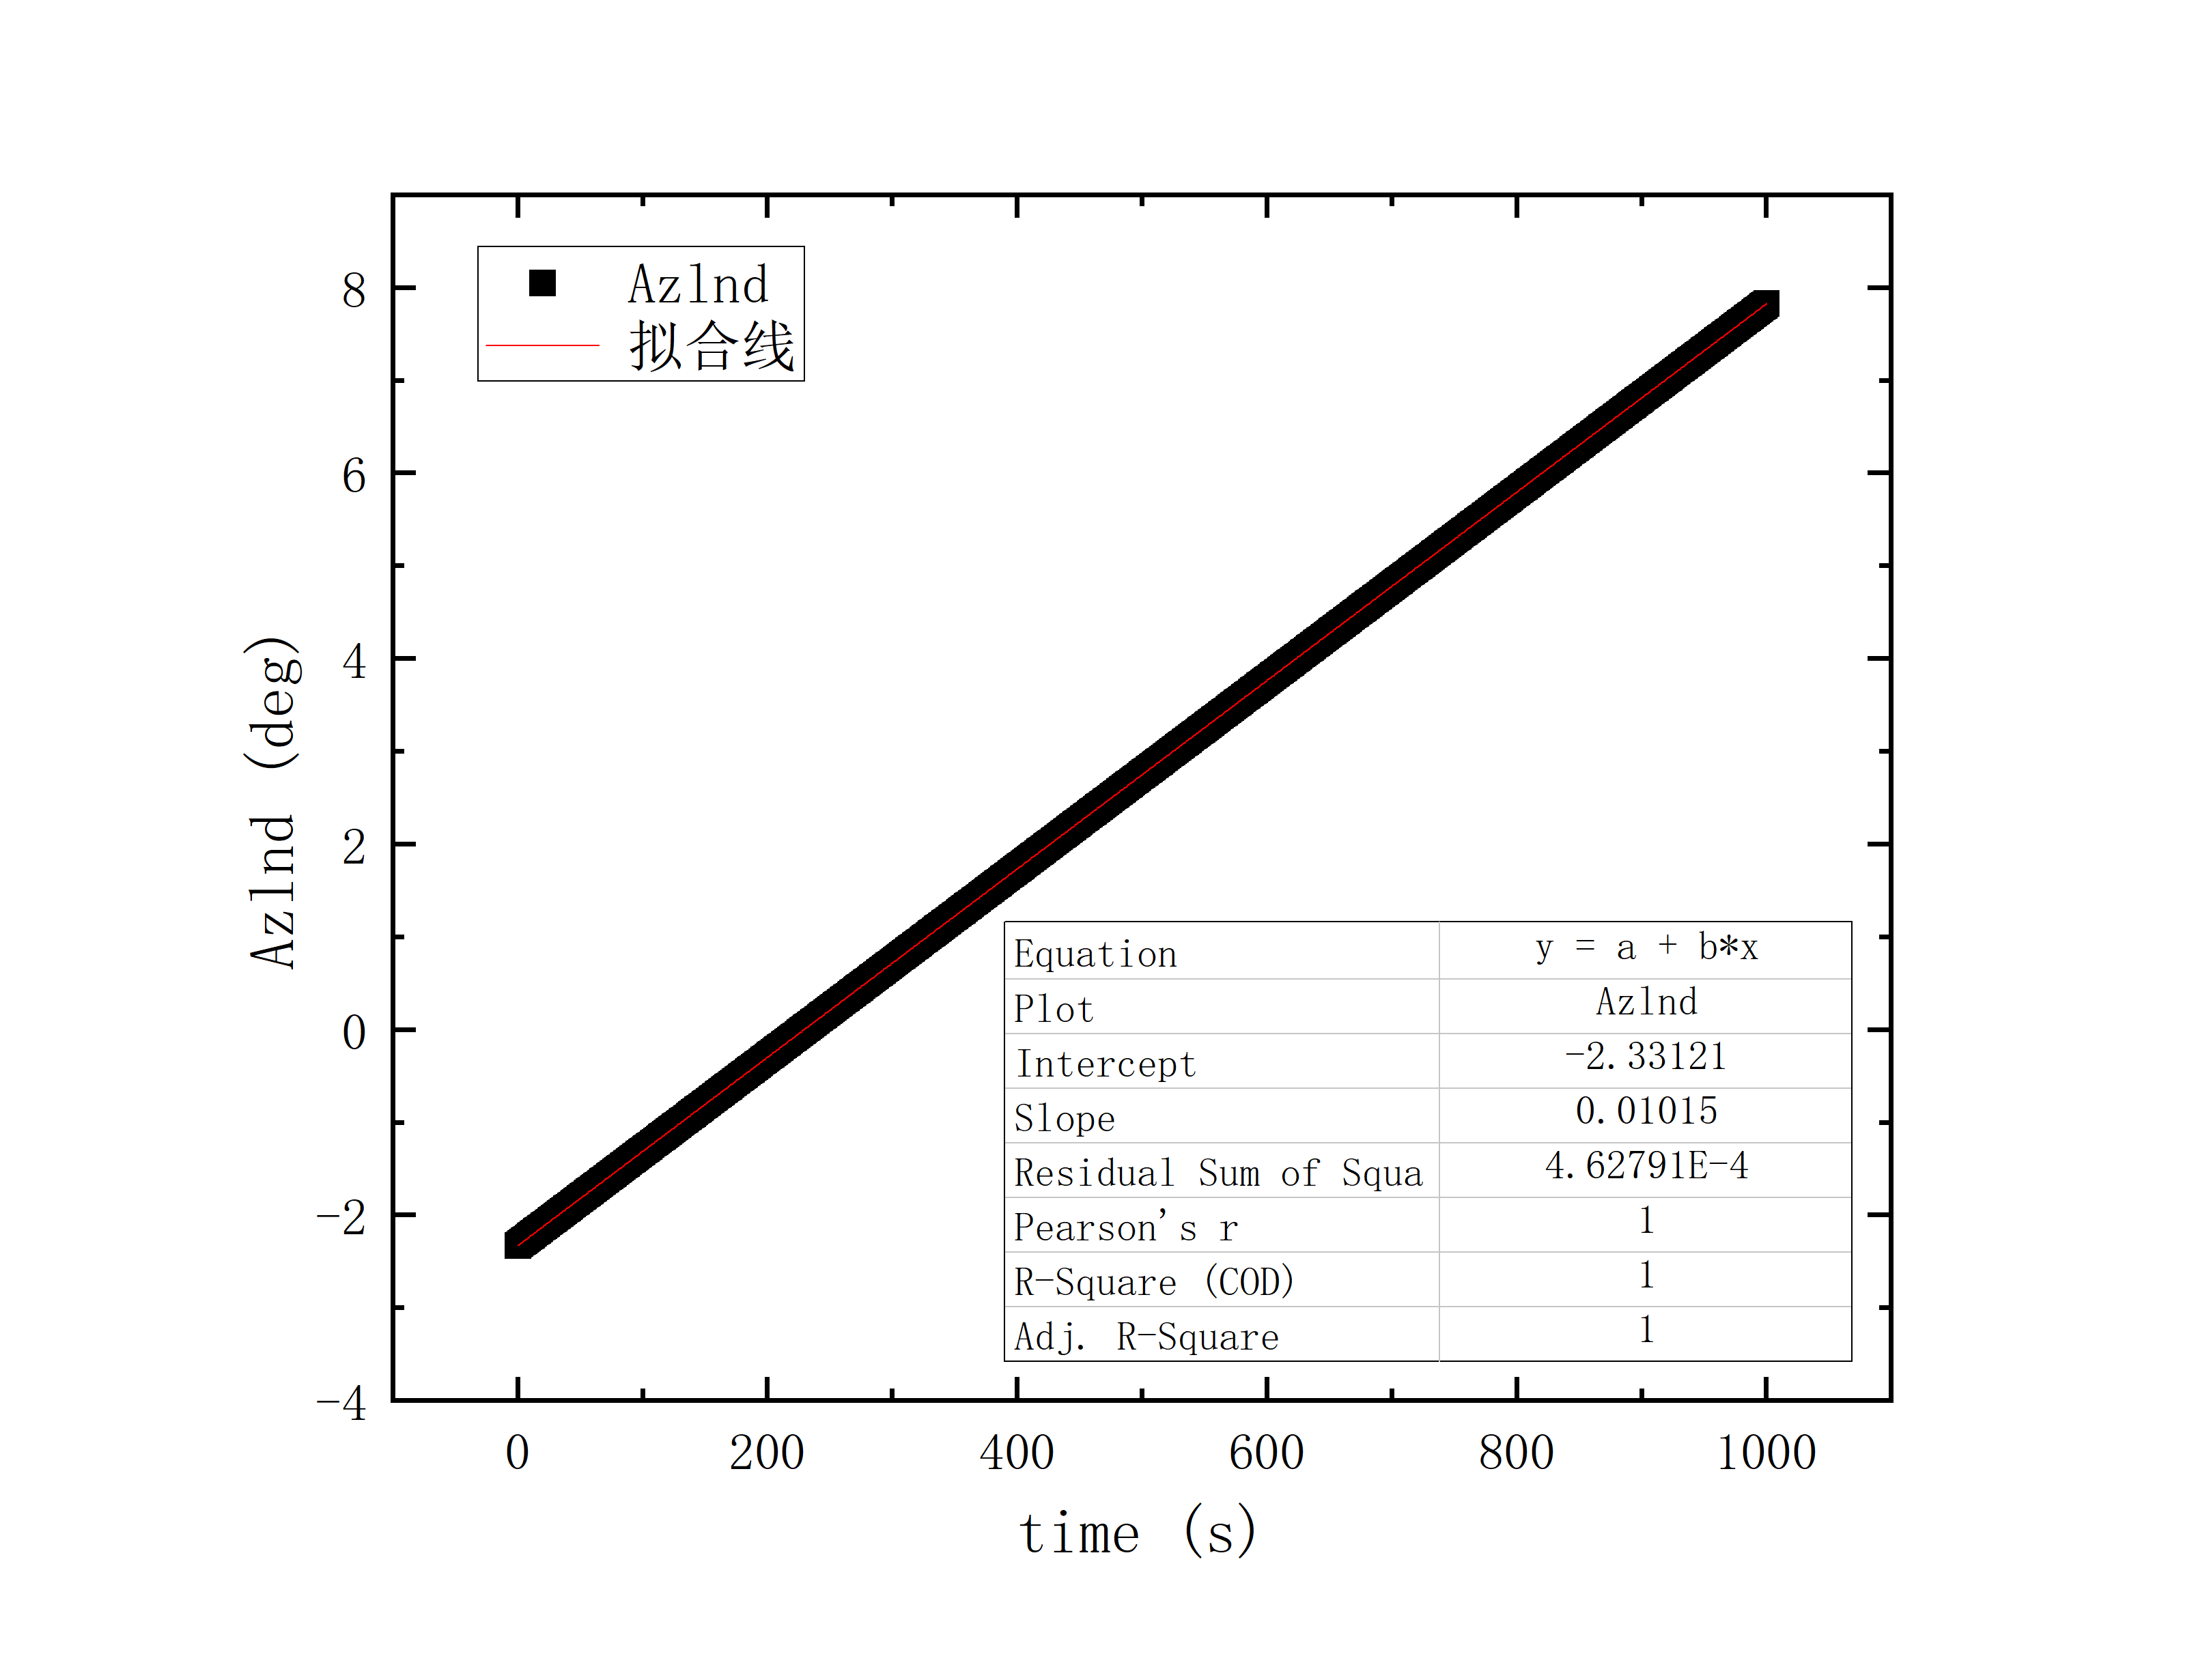 Azlnd
拟合线
8
6
4
2
0
-2
-4
Azlnd (deg)
Equation y = a + b*x
Plot Azlnd
Intercept -2.33121
Slope 0.01015
Residual Sum of Squa 4.62791E-4
Pearson's r 1
R-Square (COD) 1
Adj. R-Square 1
0 200 400 600 800 1000
time (s)